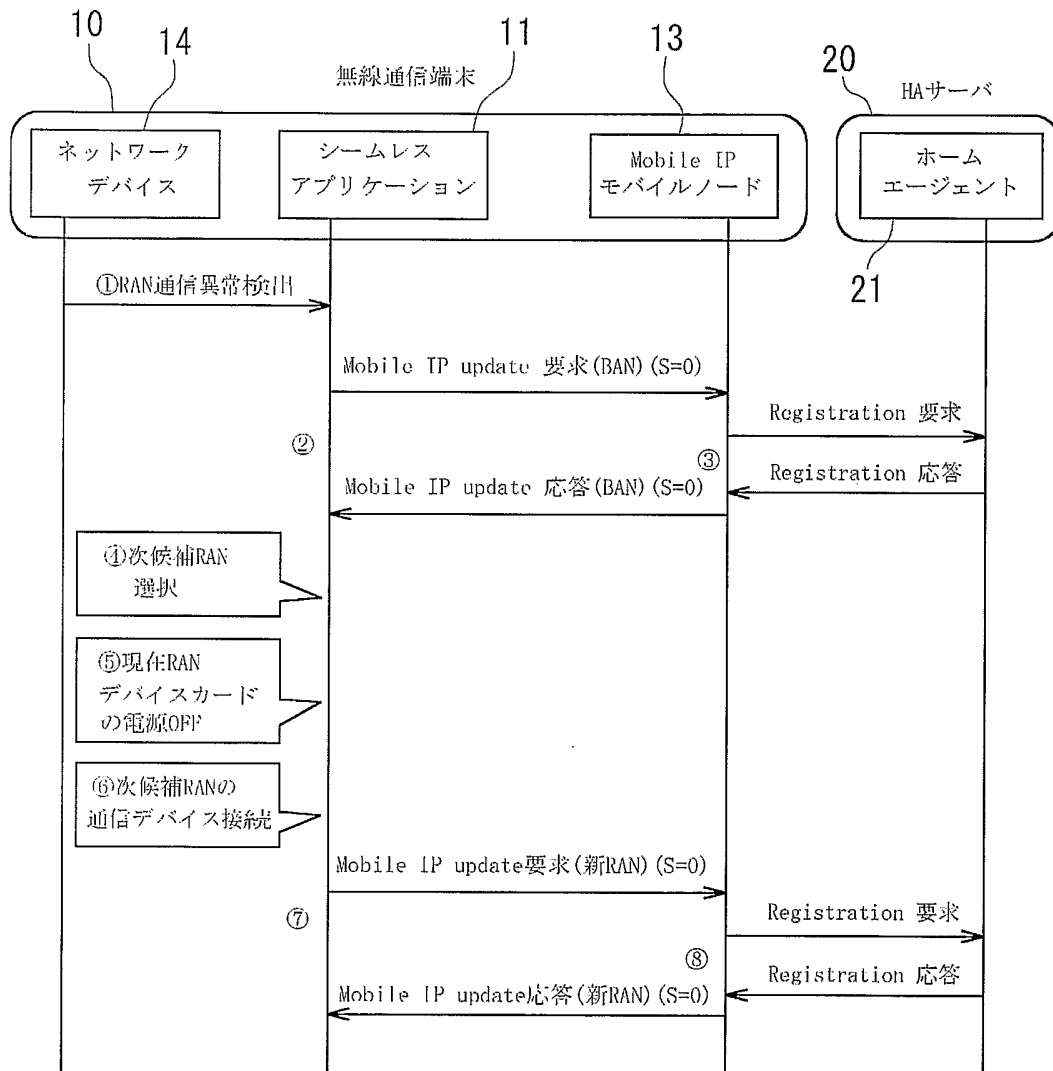 10
14
無線通信端末
11
13
20
HAサーバ
ネットワーク
デバイス
シームレス
アプリケーション
Mobile IP
モバイルノード
ホーム
エージェント
21
①RAN通信異常検出
Mobile IP update 要求(BAN)(S=0)
Registration 要求
②
③
Registration 応答
Mobile IP update 応答(BAN)(S=0)
④次候補RAN
選択
⑤現在RAN
デバイスカード
の電源OFF
⑥次候補RANの
通信デバイス接続
Mobile IP update要求(新RAN)(S=0)
⑦
Registration 要求
⑧
Registration 応答
Mobile IP update応答(新RAN)(S=0)